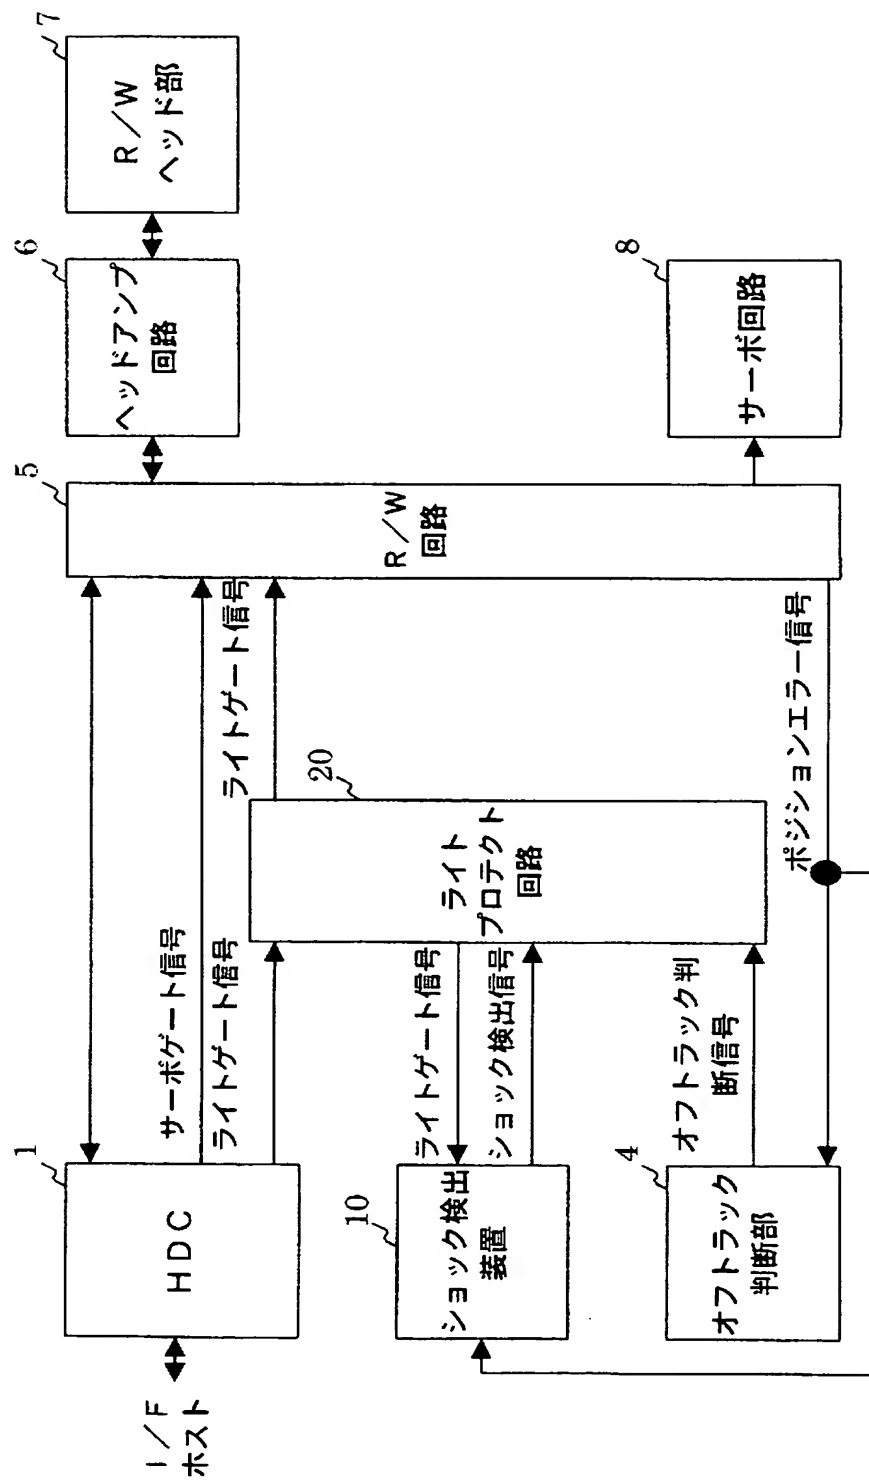 I/F
ホスト
1
HDC
サーボゲート信号
ライトゲート信号
10
ショック検出
装置
ライトゲート信号
ショック検出信号
4
オフトラック
判断部
オフトラック判
断信号
20
ライト
プロテクト
回路
ライトゲート信号
ポジションエラー信号
5
R/W
回路
6
ヘッドアンプ
回路
7
R/W
ヘッド部
8
サーボ回路